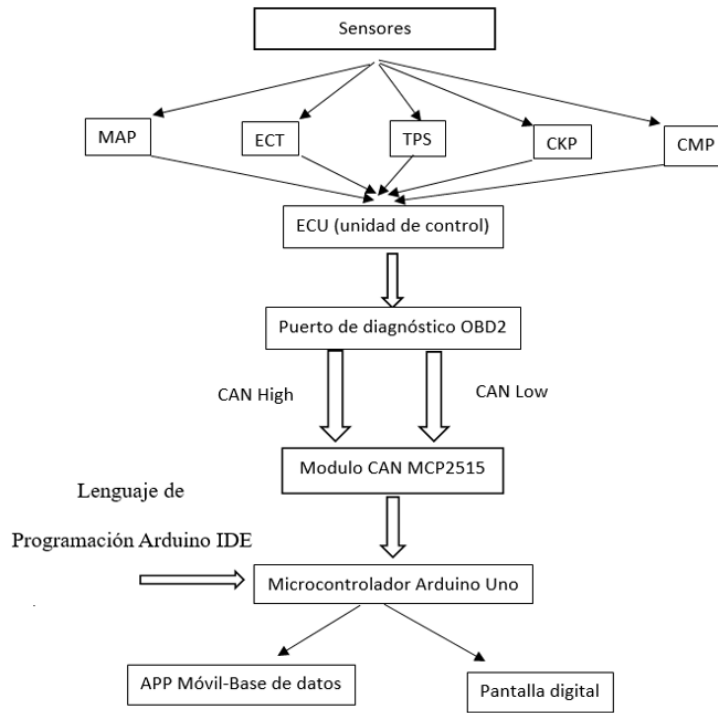 Sensores
MAP
ECT
TPS
CKP
CMP
ECU (unidad de control)
Puerto de diagnóstico OBD2
CAN High
CAN Low
Modulo CAN MCP2515
Lenguaje de
Programación Arduino IDE
Microcontrolador Arduino Uno
APP Móvil-Base de datos
Pantalla digital